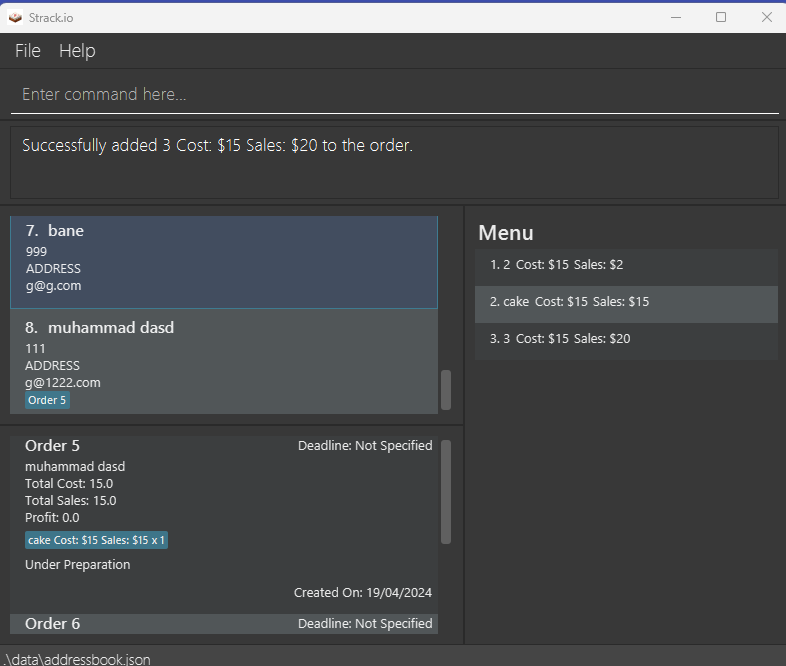 Strack.io
File Help
Enter command here...
Successfully added 3 Cost: $15 Sales: $20 to the order.
7. bane
999
ADDRESS
g@g.com
8. muhammad dasd
111
ADDRESS
g@1222.com
Order 5
Order 5 Deadline: Not Specified
muhammad dasd
Total Cost: 15.0
Total Sales: 15.0
Profit: 0.0
cake Cost: $15 Sales: $15 x 1
Under Preparation
Created On: 19/04/2024
Order 6 Deadline: Not Specified
Menu
1. 2 Cost: $15 Sales: $2
2. cake Cost: $15 Sales: $15
3. 3 Cost: $15 Sales: $20
.\data\addressbook.json